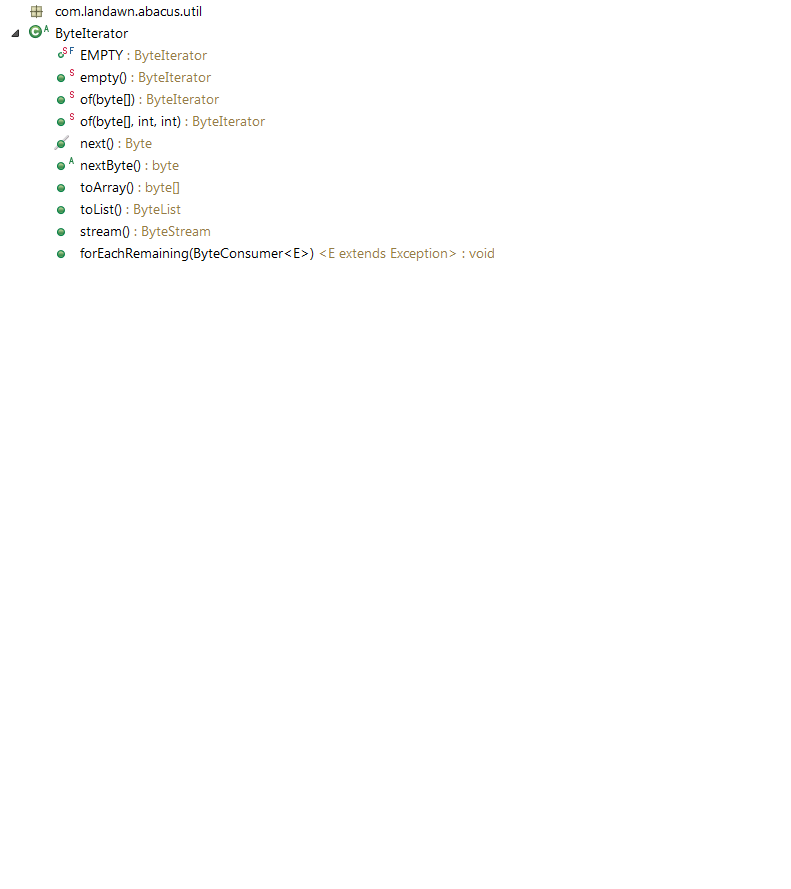 com.landawn.abacus.util
C A ByteIterator
S F EMPTY : ByteIterator
S empty() : ByteIterator
S of(byte[]) : ByteIterator
S of(byte[], int, int) : ByteIterator
next() : Byte
A nextByte() : byte
toArray() : byte[]
toList() : ByteList
stream() : ByteStream
forEachRemaining(ByteConsumer<E>) <E extends Exception> : void